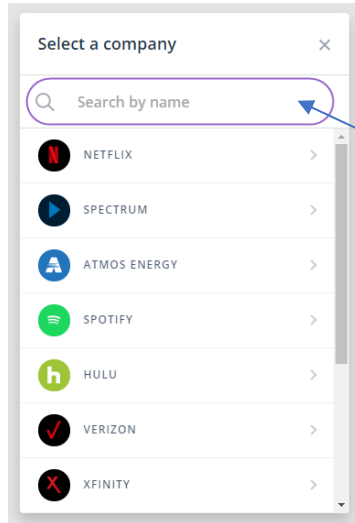 Select a company
Search by name
NETFLIX
SPECTRUM
ATMOS ENERGY
SPOTIFY
HULU
VERIZON
XFINITY